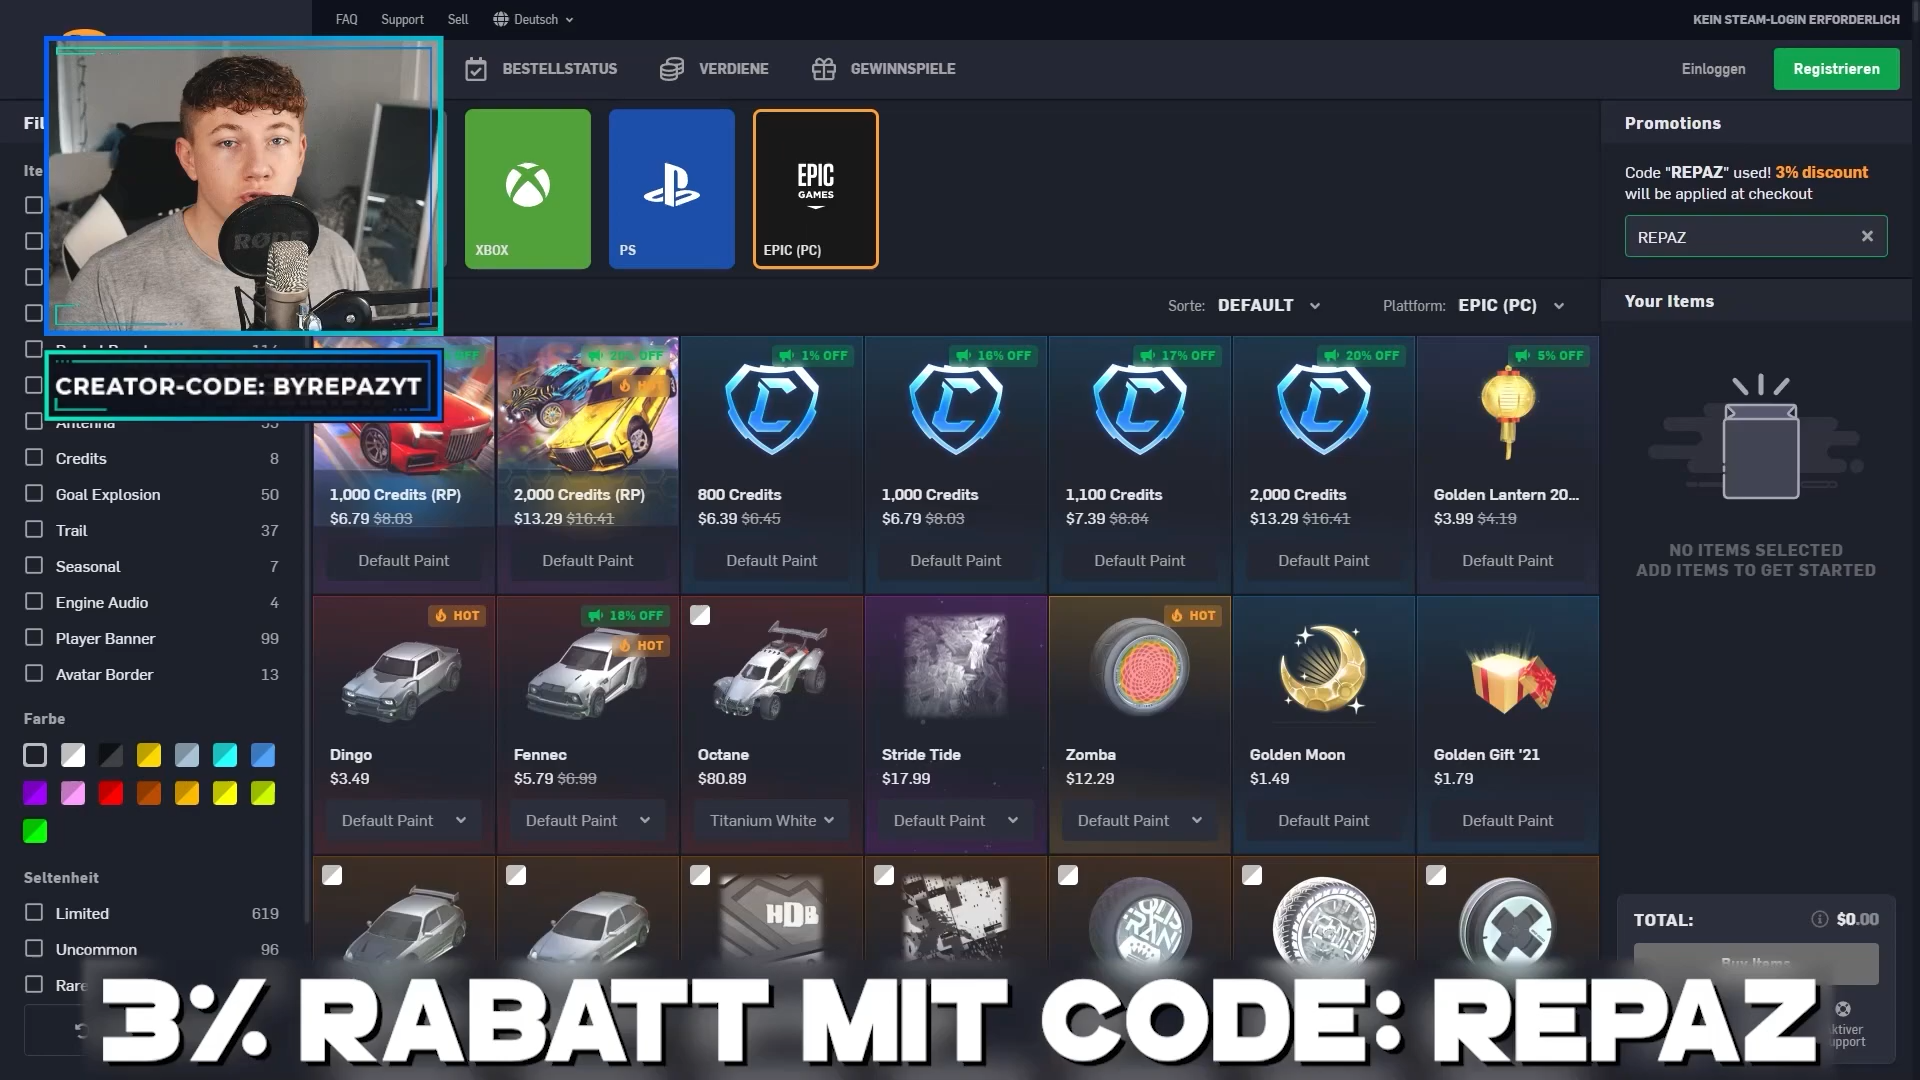 FAQ Support Sell Deutsch KEIN STEAM-LOGIN ERFORDERLICH
BESTELLSTATUS VERDIENE GEWINNSPIELE Einloggen Registrieren
XBOX PS EPIC GAMES EPIC (PC)
RØDE
CREATOR-CODE: BYREPAZYT
Promotions
Code "REPAZ" used! 3% discount
will be applied at checkout
REPAZ
Sorte: DEFAULT Plattform: EPIC (PC)
Your Items
NO ITEMS SELECTED
ADD ITEMS TO GET STARTED
Credits 8
Goal Explosion 50
Trail 37
Seasonal 7
Engine Audio 4
Player Banner 99
Avatar Border 13
Farbe
Seltenheit
Limited 619
Uncommon 96
Rare
OFF 20% OFF 1% OFF 16% OFF 17% OFF 20% OFF 5% OFF
HOT
1,000 Credits (RP) 2,000 Credits (RP) 800 Credits 1,000 Credits 1,100 Credits 2,000 Credits Golden Lantern 20...
$6.79 $8.03 $13.29 $16.41 $6.39 $6.45 $6.79 $8.03 $7.39 $8.84 $13.29 $16.41 $3.99 $4.19
Default Paint Default Paint Default Paint Default Paint Default Paint Default Paint Default Paint
HOT 18% OFF HOT
HOT
Dingo Fennec Octane Stride Tide Zomba Golden Moon Golden Gift '21
$3.49 $5.79 $6.99 $80.89 $17.99 $12.29 $1.49 $1.79
Default Paint Default Paint Titanium White Default Paint Default Paint Default Paint Default Paint
HDB
TOTAL: $0.00
Buy Items
3% RABATT MIT CODE: REPAZ